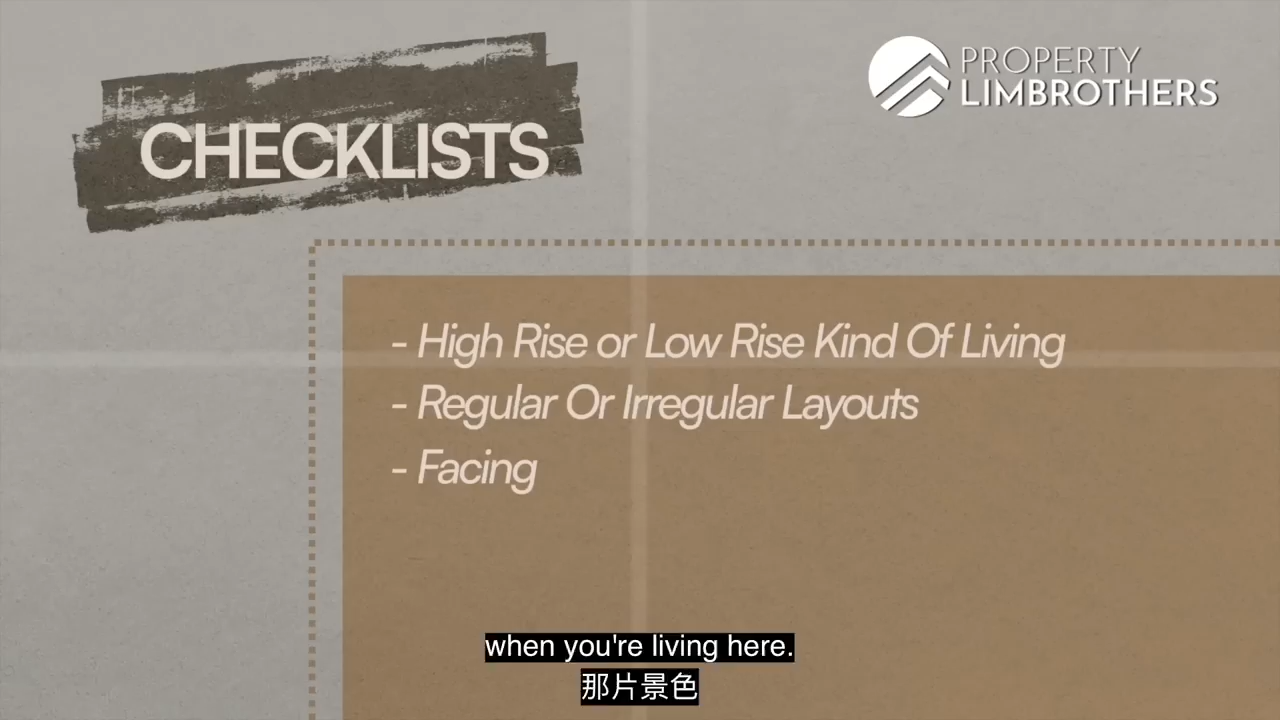 PROPERTY
LIMBROTHERS
CHECKLISTS
- High Rise or Low Rise Kind Of Living
- Regular Or Irregular Layouts
- Facing
when you're living here.
那片景色